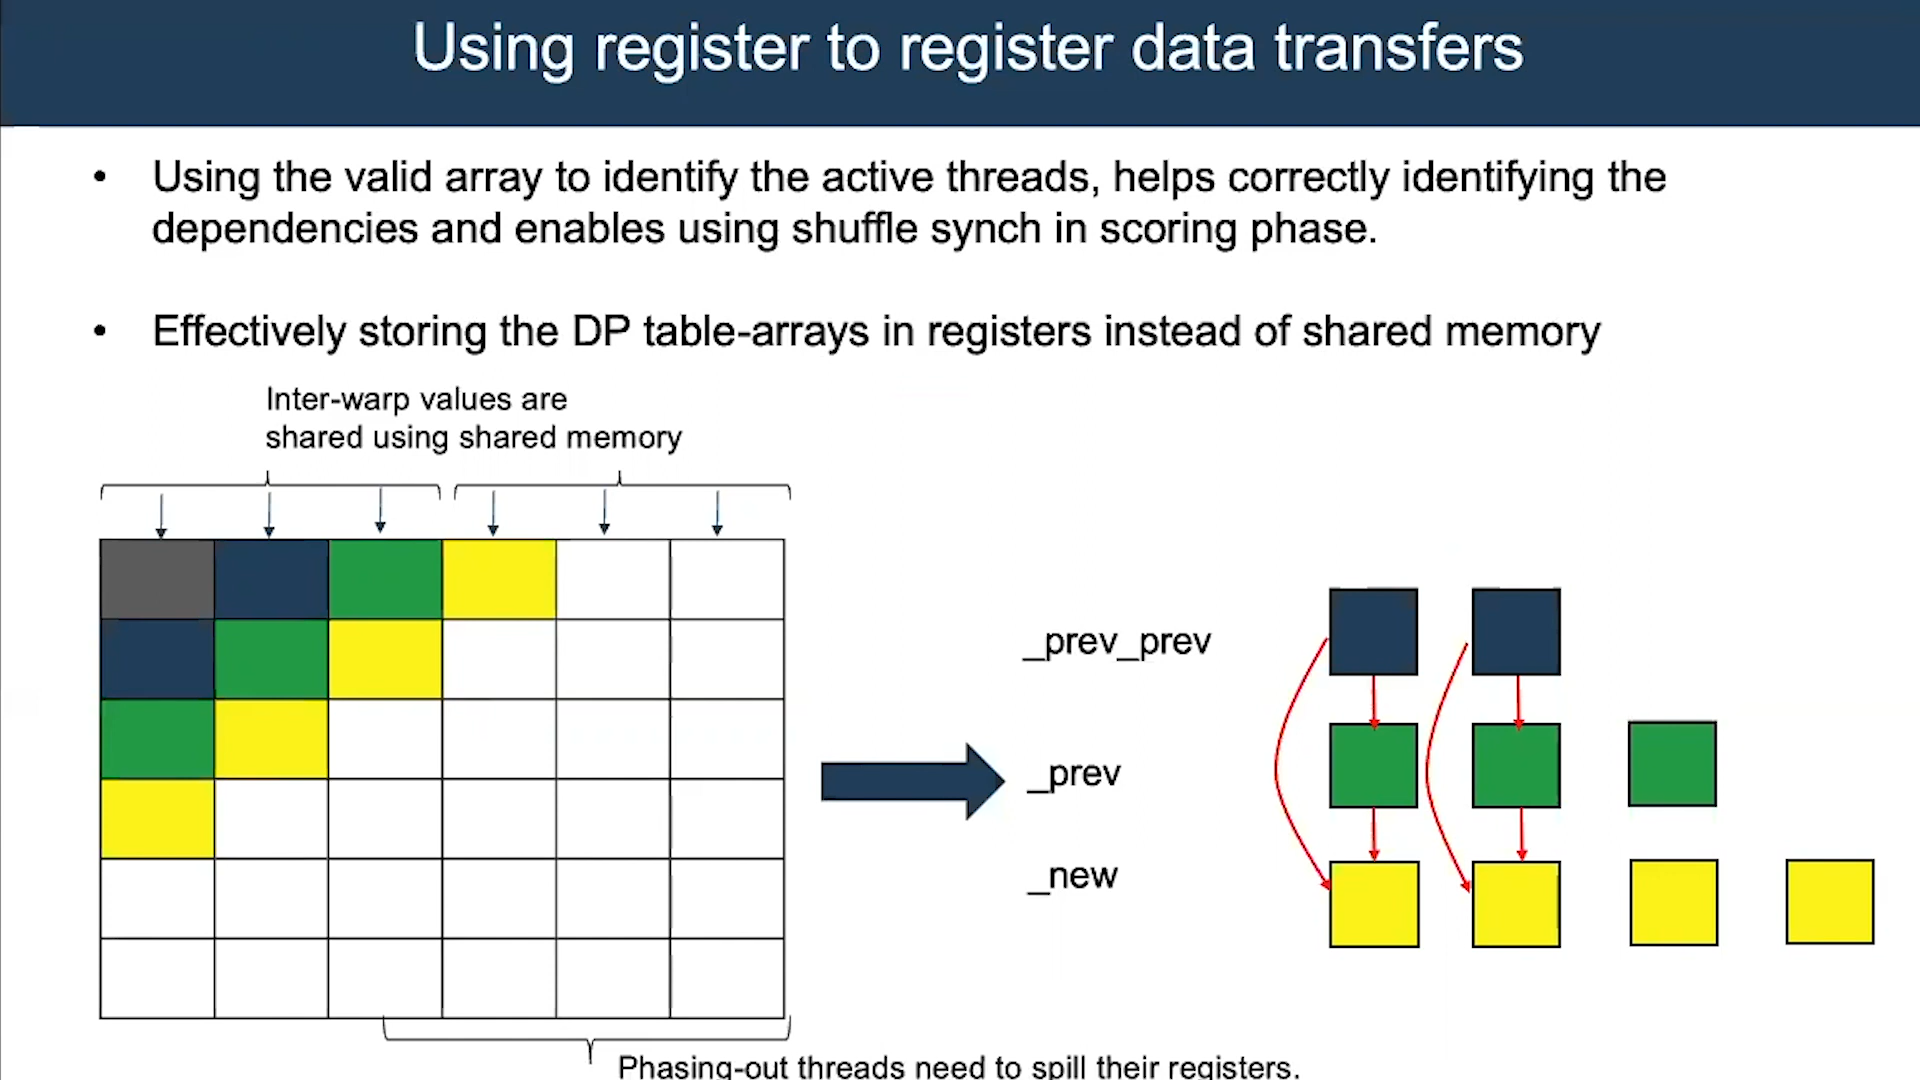 Using register to register data transfers
• Using the valid array to identify the active threads, helps correctly identifying the
dependencies and enables using shuffle synch in scoring phase.
• Effectively storing the DP table-arrays in registers instead of shared memory
Inter-warp values are
shared using shared memory
_prev_prev
_prev
_new
Phasing-out threads need to spill their registers.